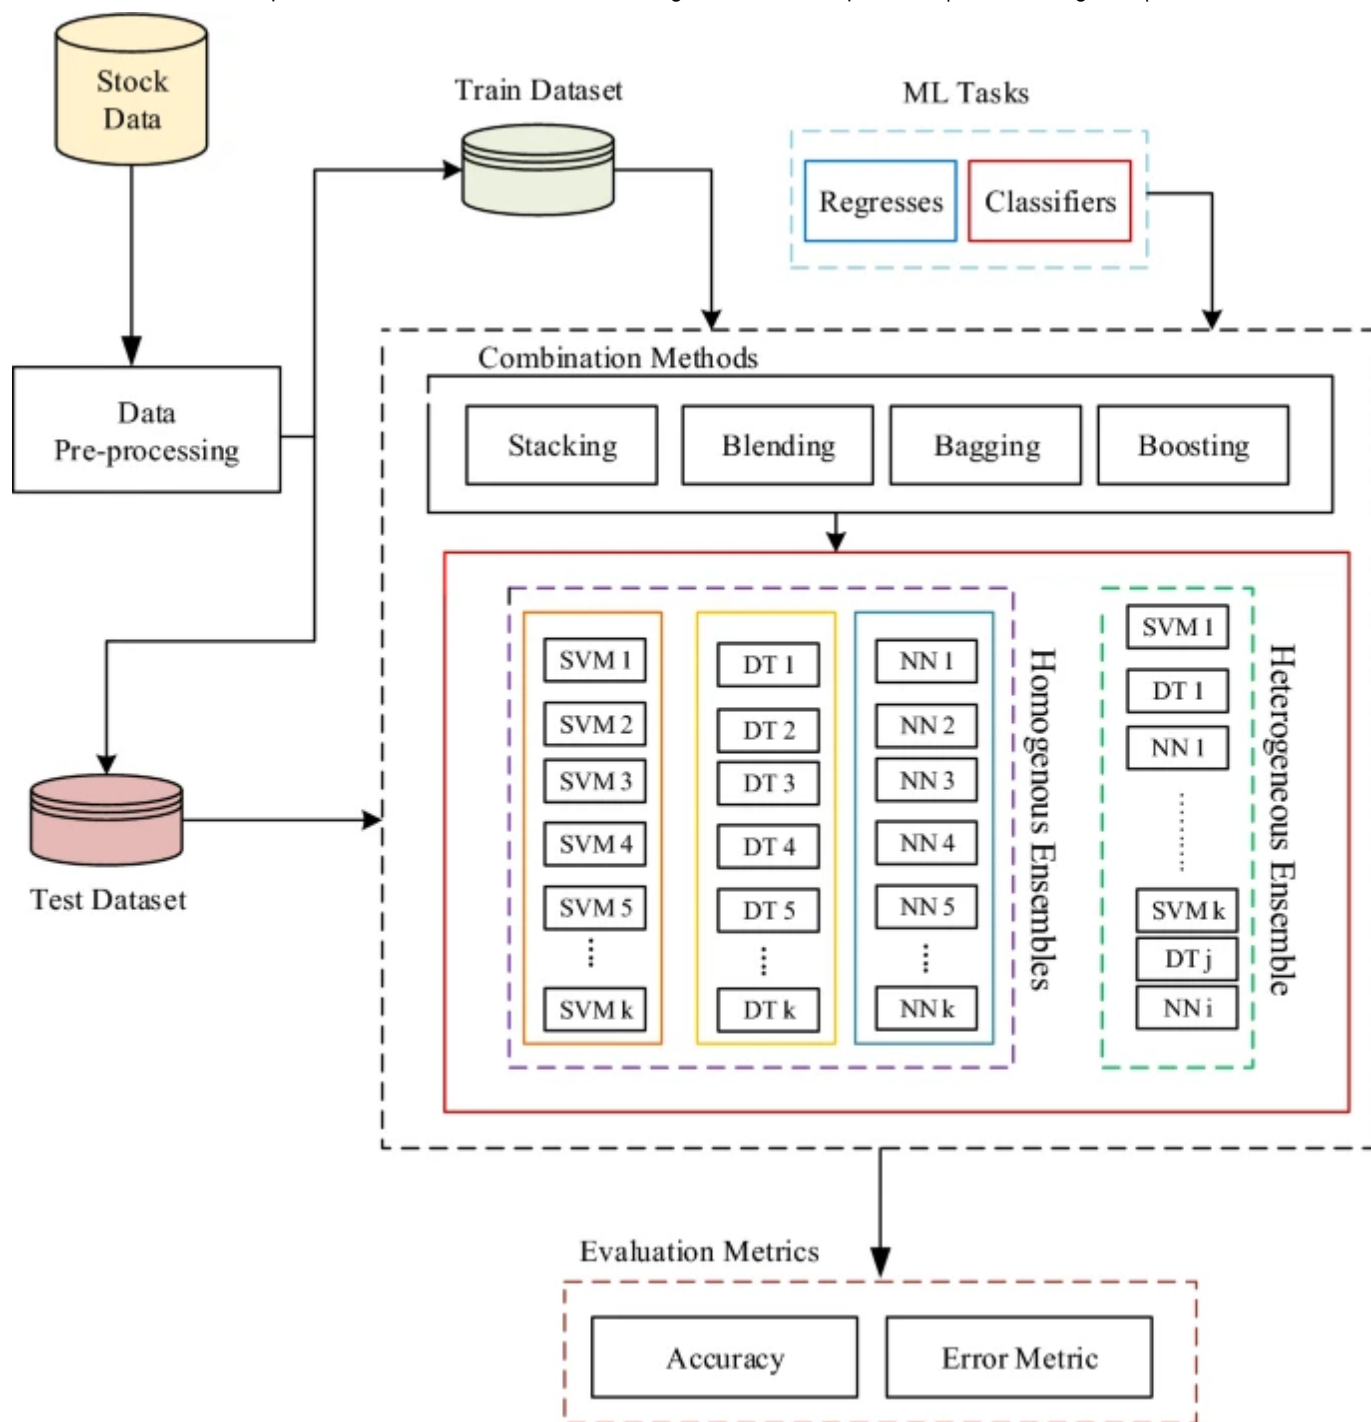 Stock
Data
Train Dataset
ML Tasks
Regresses
Classifiers
Data
Pre-processing
Combination Methods
Stacking
Blending
Bagging
Boosting
SVM 1
SVM 2
SVM 3
SVM 4
SVM 5
SVM k
DT 1
DT 2
DT 3
DT 4
DT 5
DT k
NN 1
NN 2
NN 3
NN 4
NN 5
NN k
Homogenous Ensembles
SVM 1
DT 1
NN 1
SVM k
DT j
NN i
Heterogeneous Ensemble
Test Dataset
Evaluation Metrics
Accuracy
Error Metric